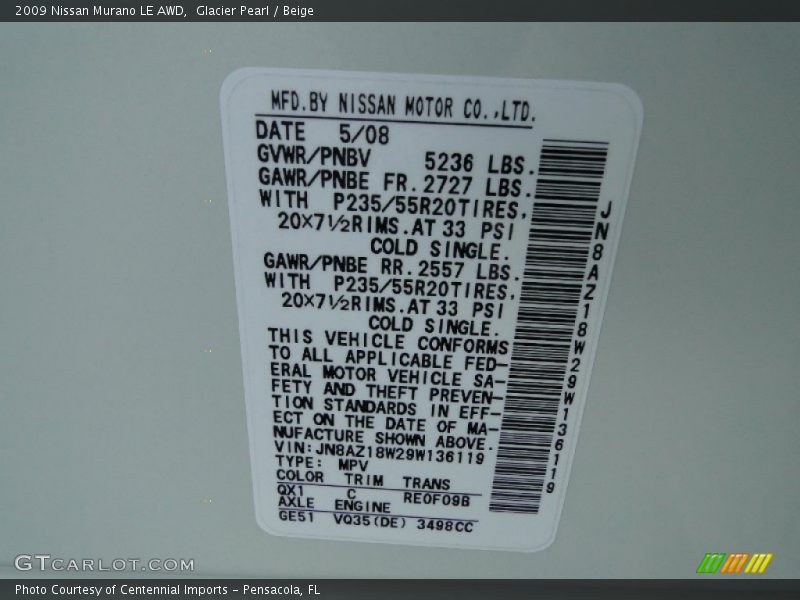 2009 Nissan Murano LE AWD,  Glacier Pearl / Beige
MFD.BY NISSAN MOTOR CO.,LTD.
DATE 5/08
GVWR/PNBV 5236 LBS.
GAWR/PNBE FR. 2727 LBS.
WITH P235/55R20TIRES,
20×7½RIMS.AT 33 PSI
COLD SINGLE.
GAWR/PNBE RR. 2557 LBS.
WITH P235/55R20TIRES,
20×7½RIMS.AT 33 PSI
COLD SINGLE.
THIS VEHICLE CONFORMS
TO ALL APPLICABLE FED-
ERAL MOTOR VEHICLE SA-
FETY AND THEFT PREVEN-
TION STANDARDS IN EFF-
ECT ON THE DATE OF MA-
NUFACTURE SHOWN ABOVE.
VIN:JN8AZ18W29W136119
TYPE: MPV
COLOR TRIM TRANS
QX1 C RE0F09B
AXLE ENGINE
GE51 VQ35(DE) 3498CC
JN8AZ18W29W136119
GTCARLOT.COM
Photo Courtesy of Centennial Imports – Pensacola, FL